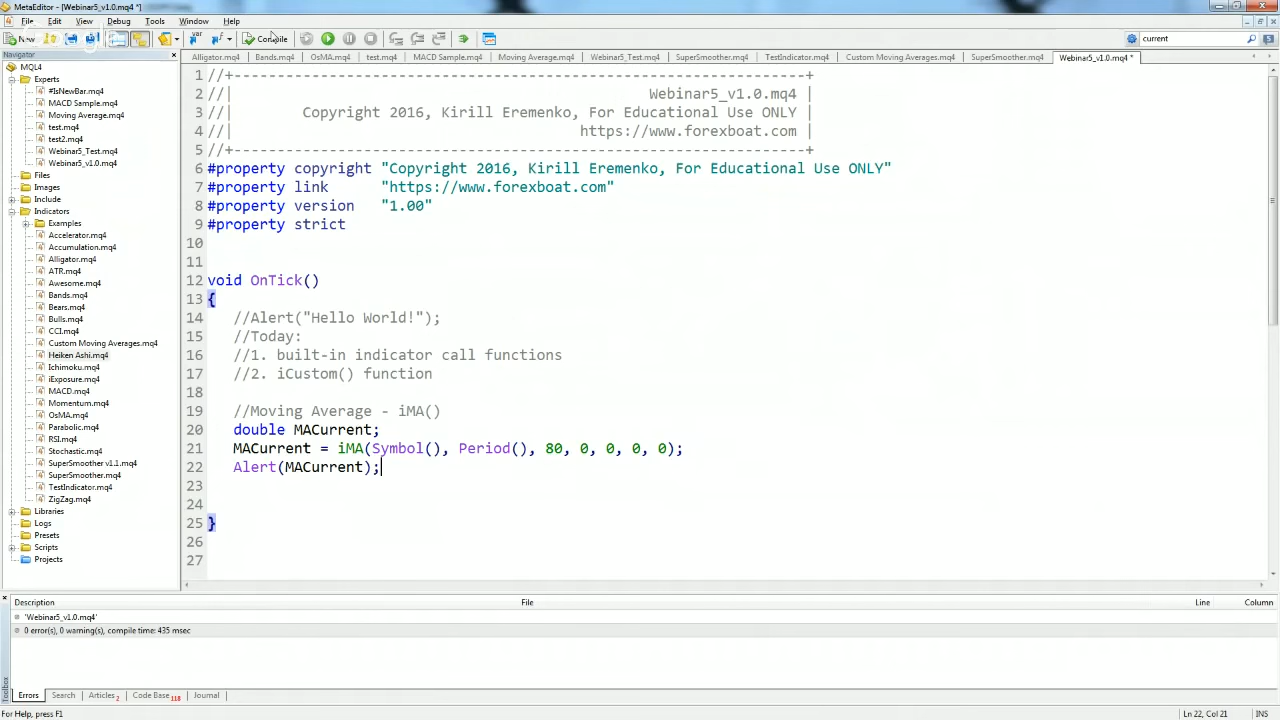 MetaEditor - [Webinar5_v1.0.mq4 *]
File Edit View Debug Tools Window Help
New Compile current
Navigator
Alligator.mq4 Bands.mq4 OsMA.mq4 test.mq4 MACD Sample.mq4 Moving Average.mq4 Webinar5_Test.mq4 SuperSmoother.mq4 TestIndicator.mq4 Custom Moving Averages.mq4 SuperSmoother.mq4 Webinar5_v1.0.mq4 *
MQL4
Experts
#IsNewBar.mq4
MACD Sample.mq4
Moving Average.mq4
test.mq4
test2.mq4
Webinar5_Test.mq4
Webinar5_v1.0.mq4
Files
Images
Include
Indicators
Examples
Accelerator.mq4
Accumulation.mq4
Alligator.mq4
ATR.mq4
Awesome.mq4
Bands.mq4
Bears.mq4
Bulls.mq4
CCI.mq4
Custom Moving Averages.mq4
Heiken Ashi.mq4
Ichimoku.mq4
iExposure.mq4
MACD.mq4
Momentum.mq4
OsMA.mq4
Parabolic.mq4
RSI.mq4
Stochastic.mq4
SuperSmoother v1.1.mq4
SuperSmoother.mq4
TestIndicator.mq4
ZigZag.mq4
Libraries
Logs
Presets
Scripts
Projects
1 //+------------------------------------------------------------------+
2 //| Webinar5_v1.0.mq4 |
3 //| Copyright 2016, Kirill Eremenko, For Educational Use ONLY |
4 //| https://www.forexboat.com |
5 //+------------------------------------------------------------------+
6 #property copyright "Copyright 2016, Kirill Eremenko, For Educational Use ONLY"
7 #property link "https://www.forexboat.com"
8 #property version "1.00"
9 #property strict
10
11
12 void OnTick()
13 {
14 //Alert("Hello World!");
15 //Today:
16 //1. built-in indicator call functions
17 //2. iCustom() function
18
19 //Moving Average - iMA()
20 double MACurrent;
21 MACurrent = iMA(Symbol(), Period(), 80, 0, 0, 0, 0);
22 Alert(MACurrent);
23
24
25 }
26
27
Description File Line Column
'Webinar5_v1.0.mq4'
0 error(s), 0 warning(s), compile time: 435 msec
Toolbox
Errors Search Articles 2 Code Base 118 Journal
For Help, press F1 Ln 22, Col 21 INS